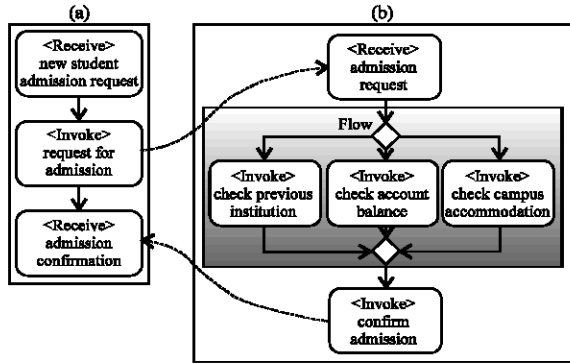 (a)
<Receive>
new student
admission request
<Invoke>
request for
admission
<Receive>
admission
confirmation
(b)
<Receive>
admission
request
Flow
<Invoke>
check previous
institution
<Invoke>
check account
balance
<Invoke>
check campus
accommodation
<Invoke>
confirm
admission